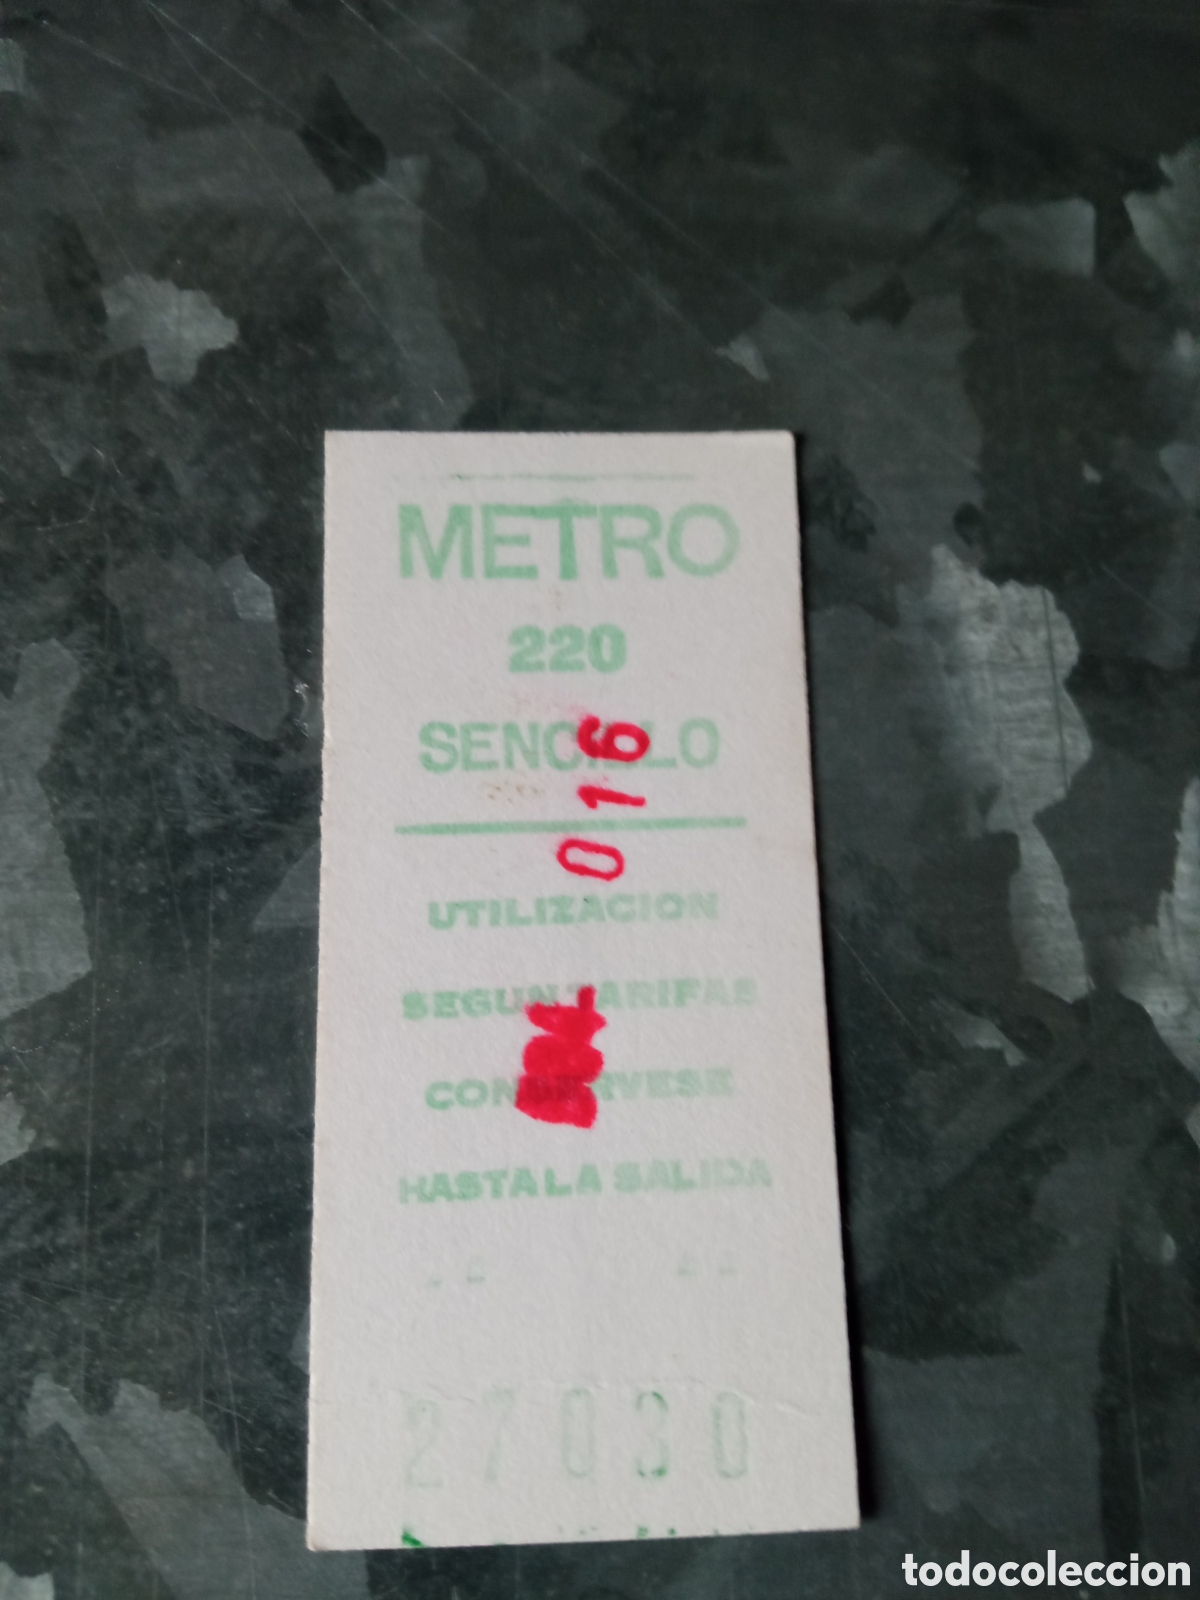 METRO
220
SENCILLO
016
UTILIZACION
SEGUN TARIFAS
CONSERVESE
HASTA LA SALIDA
27030
todocoleccion